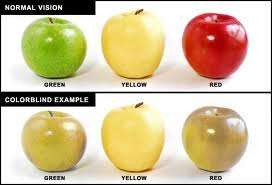 NORMAL VISION
GREEN YELLOW RED
COLORBLIND EXAMPLE
GREEN YELLOW RED